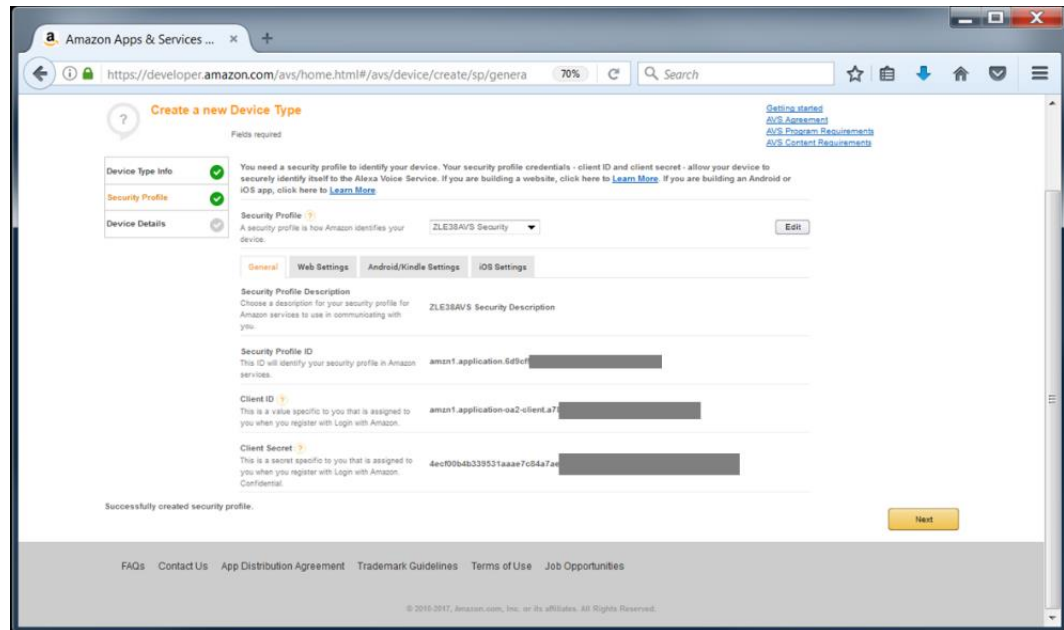 Amazon Apps & Services ...
https://developer.amazon.com/avs/home.html#/avs/device/create/sp/genera
70%
Search
Create a new Device Type
Fields required
Getting started
AVS Agreement
AVS Program Requirements
AVS Content Requirements
Device Type Info
Security Profile
Device Details
You need a security profile to identify your device. Your security profile credentials - client ID and client secret - allow your device to
securely identify itself to the Alexa Voice Service. If you are building a website, click here to Learn More. If you are building an Android or
iOS app, click here to Learn More.
Security Profile ?
A security profile is how Amazon identifies your
device.
ZLE38AVS Security
Edit
General Web Settings Android/Kindle Settings iOS Settings
Security Profile Description
Choose a description for your security profile for
Amazon services to use in communicating with
you.
ZLE38AVS Security Description
Security Profile ID
This ID will identify your security profile in Amazon
services.
amzn1.application.6d9cf
Client ID ?
This is a value specific to you that is assigned to
you when you register with Login with Amazon.
amzn1.application-oa2-client.a7
Client Secret ?
This is a secret specific to you that is assigned to
you when you register with Login with Amazon.
Confidential.
4ecf00b4b339531aaae7c84a7ae
Successfully created security profile.
Next
FAQs Contact Us App Distribution Agreement Trademark Guidelines Terms of Use Job Opportunities
© 2010-2017, Amazon.com, Inc. or its affiliates. All Rights Reserved.